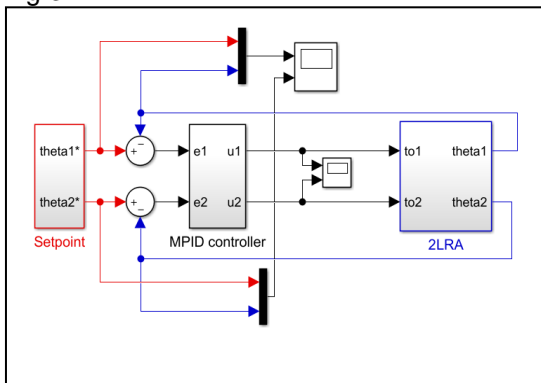 theta1*
theta2*
Setpoint
e1
u1
e2
u2
MPID controller
to1
theta1
to2
theta2
2LRA